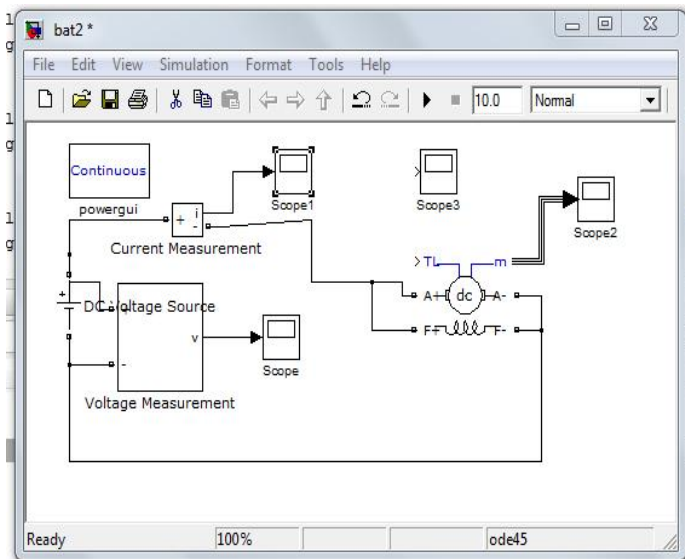 bat2 *
File Edit View Simulation Format Tools Help
10.0 Normal
Continuous
powergui
i
+
-
Current Measurement
Scope1
Scope3
Scope2
TL m
A+ dc A-
F+ F-
+
DC Voltage Source
+
v
-
Scope
Voltage Measurement
Ready 100% ode45